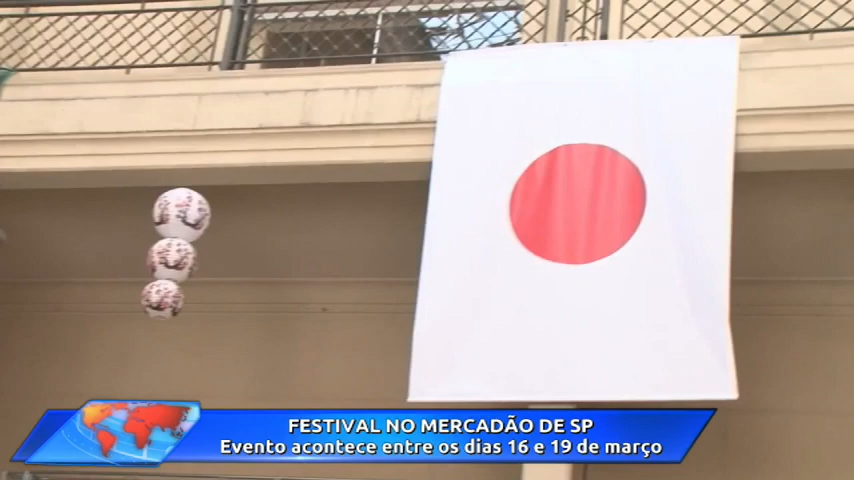 FESTIVAL NO MERCADÃO DE SP
Evento acontece entre os dias 16 e 19 de março